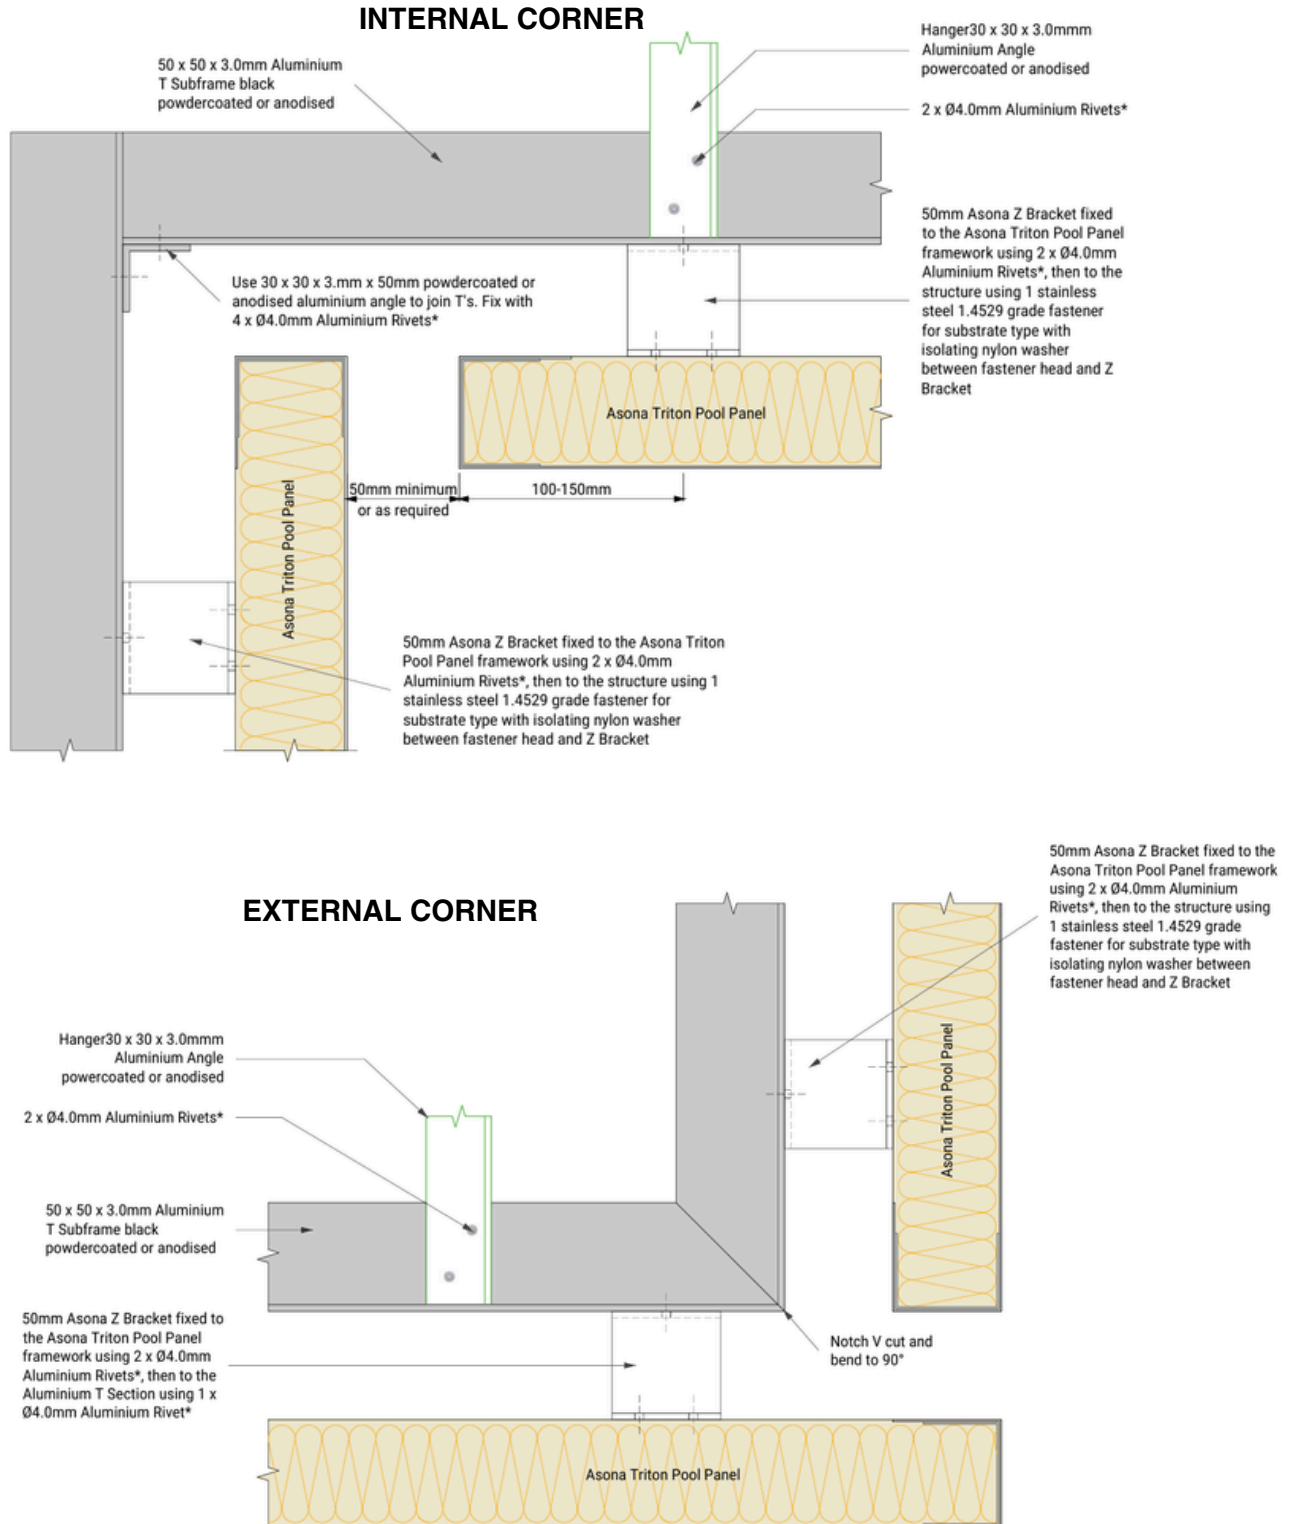 INTERNAL CORNER
Hanger30 x 30 x 3.0mmm
Aluminium Angle
powercoated or anodised
50 x 50 x 3.0mm Aluminium
T Subframe black
powdercoated or anodised
2 x Ø4.0mm Aluminium Rivets*
50mm Asona Z Bracket fixed
to the Asona Triton Pool Panel
framework using 2 x Ø4.0mm
Aluminium Rivets*, then to the
structure using 1 stainless
steel 1.4529 grade fastener
for substrate type with
isolating nylon washer
between fastener head and Z
Bracket
Use 30 x 30 x 3.mm x 50mm powdercoated or
anodised aluminium angle to join T's. Fix with
4 x Ø4.0mm Aluminium Rivets*
Asona Triton Pool Panel
50mm minimum
or as required
100-150mm
Asona Triton Pool Panel
50mm Asona Z Bracket fixed to the Asona Triton
Pool Panel framework using 2 x Ø4.0mm
Aluminium Rivets*, then to the structure using 1
stainless steel 1.4529 grade fastener for
substrate type with isolating nylon washer
between fastener head and Z Bracket
EXTERNAL CORNER
50mm Asona Z Bracket fixed to the
Asona Triton Pool Panel framework
using 2 x Ø4.0mm Aluminium
Rivets*, then to the structure using
1 stainless steel 1.4529 grade
fastener for substrate type with
isolating nylon washer between
fastener head and Z Bracket
Hanger30 x 30 x 3.0mmm
Aluminium Angle
powercoated or anodised
2 x Ø4.0mm Aluminium Rivets*
Asona Triton Pool Panel
50 x 50 x 3.0mm Aluminium
T Subframe black
powdercoated or anodised
50mm Asona Z Bracket fixed to
the Asona Triton Pool Panel
framework using 2 x Ø4.0mm
Aluminium Rivets*, then to the
Aluminium T Section using 1 x
Ø4.0mm Aluminium Rivet*
Notch V cut and
bend to 90°
Asona Triton Pool Panel